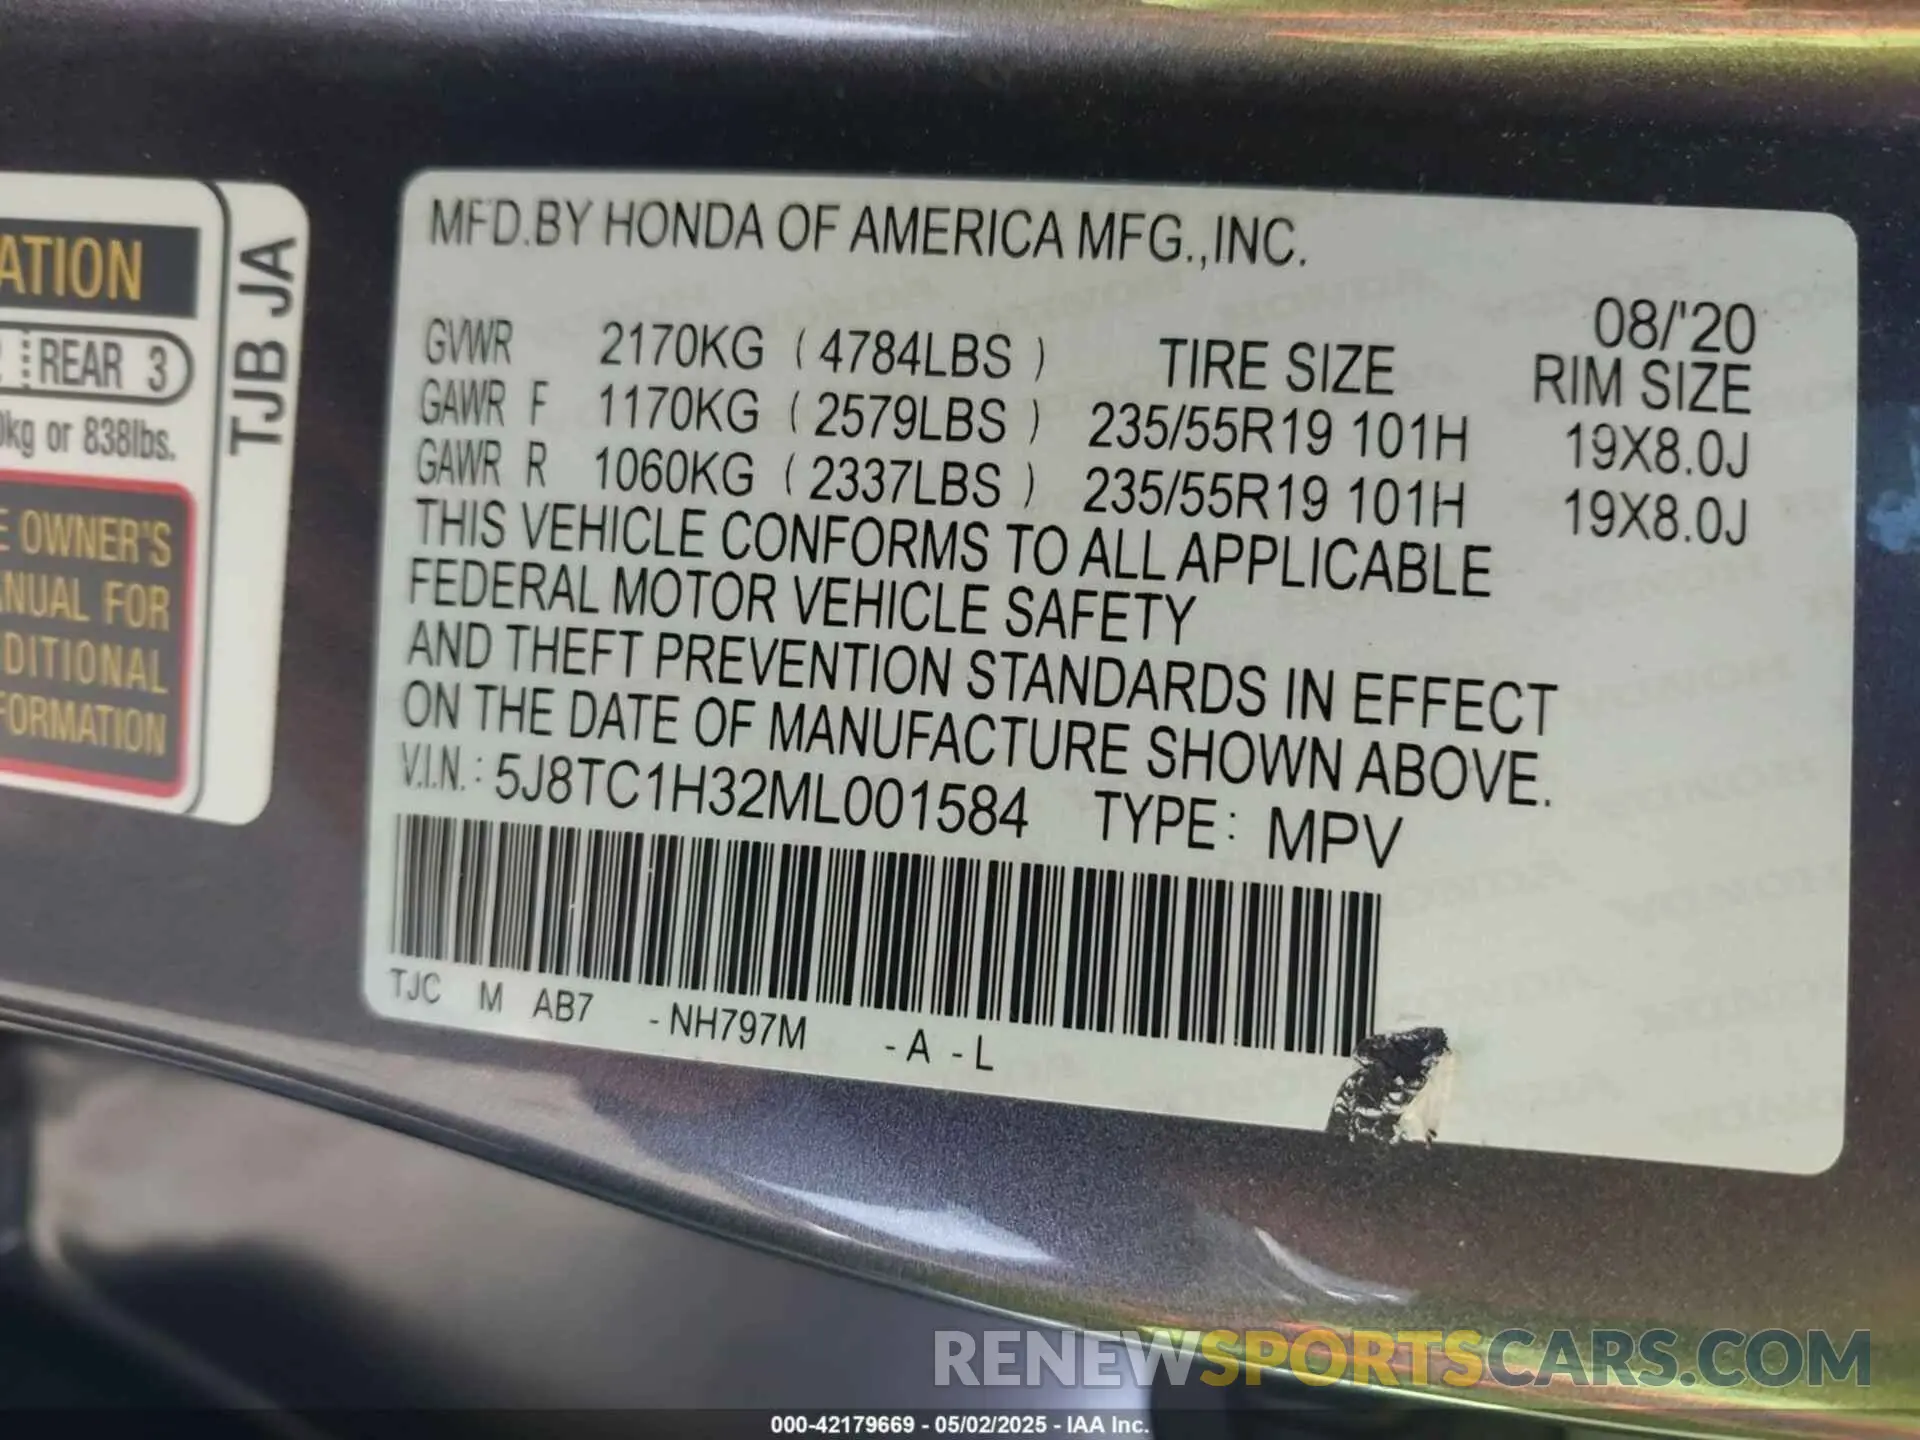 ATION
REAR 3
kg or 838lbs.
OWNER'S
NUAL FOR
DITIONAL
FORMATION
TJB JA
MFD.BY HONDA OF AMERICA MFG.,INC.
08/'20
GVWR 2170KG (4784LBS) TIRE SIZE RIM SIZE
GAWR F 1170KG (2579LBS) 235/55R19 101H 19X8.0J
GAWR R 1060KG (2337LBS) 235/55R19 101H 19X8.0J
THIS VEHICLE CONFORMS TO ALL APPLICABLE
FEDERAL MOTOR VEHICLE SAFETY
AND THEFT PREVENTION STANDARDS IN EFFECT
ON THE DATE OF MANUFACTURE SHOWN ABOVE.
V.I.N.: 5J8TC1H32ML001584 TYPE: MPV
TJC M AB7 -NH797M -A -L
RENEWSPORTSCARS.COM
000-42179669 - 05/02/2025 - IAA Inc.